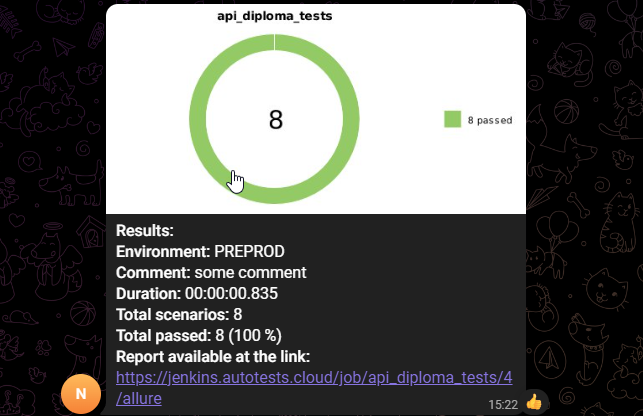 api_diploma_tests
8
8 passed
Results:
Environment: PREPROD
Comment: some comment
Duration: 00:00:00.835
Total scenarios: 8
Total passed: 8 (100 %)
Report available at the link:
https://jenkins.autotests.cloud/job/api_diploma_tests/4
/allure
N
15:22